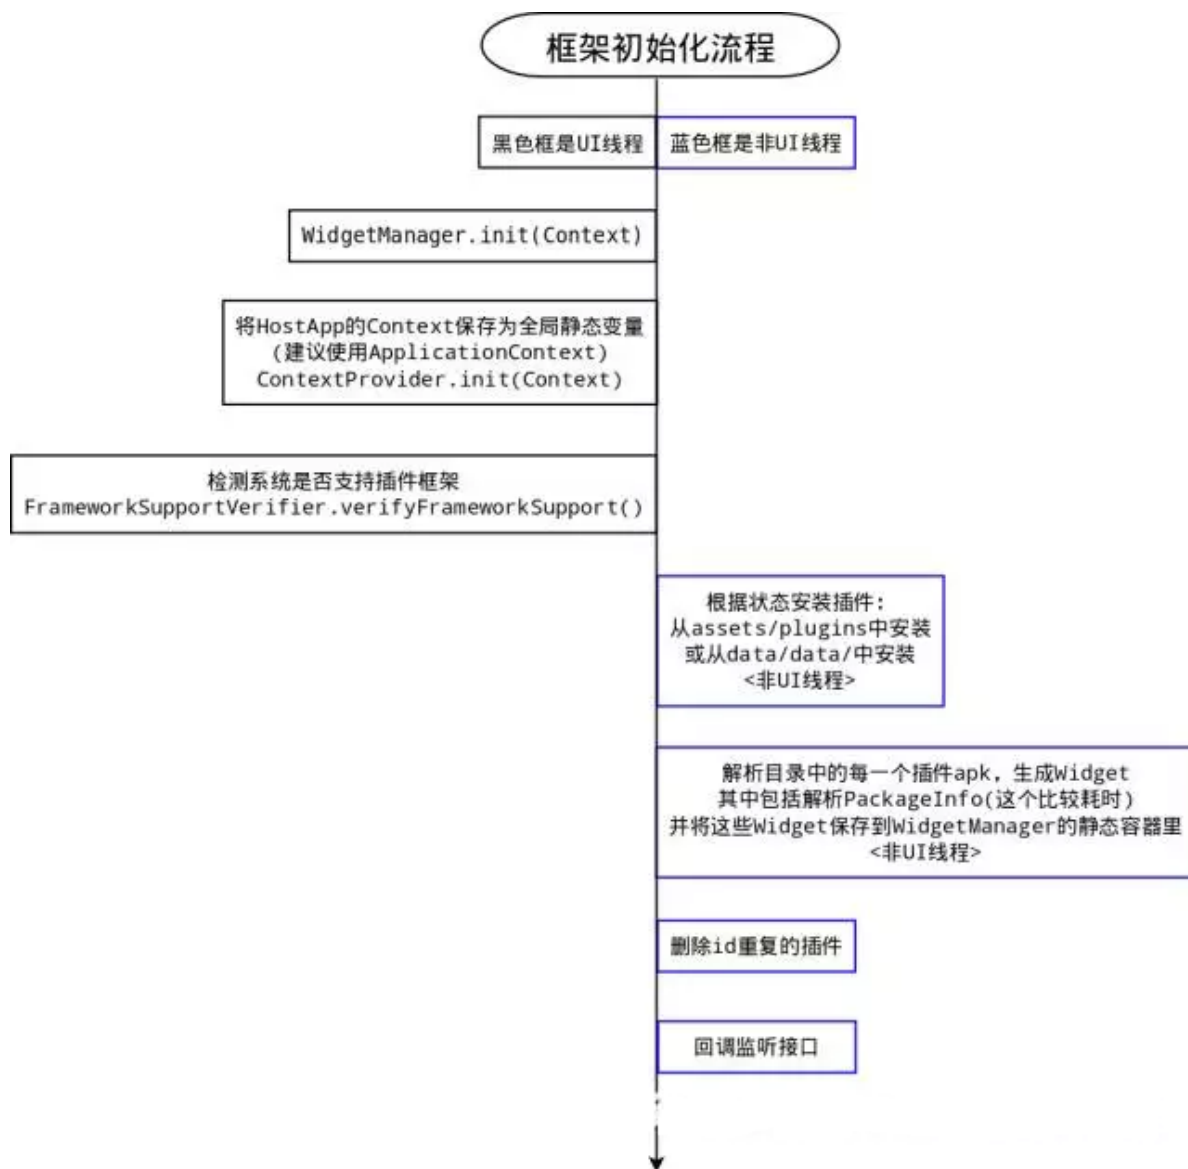 框架初始化流程
黑色框是UI线程
蓝色框是非UI线程
WidgetManager.init(Context)
将HostApp的Context保存为全局静态变量
(建议使用ApplicationContext)
ContextProvider.init(Context)
检测系统是否支持插件框架
FrameworkSupportVerifier.verifyFrameworkSupport()
根据状态安装插件:
从assets/plugins中安装
或从data/data/中安装
<非UI线程>
解析目录中的每一个插件apk, 生成Widget
其中包括解析PackageInfo(这个比较耗时)
并将这些Widget保存到WidgetManager的静态容器里
<非UI线程>
删除id重复的插件
回调监听接口